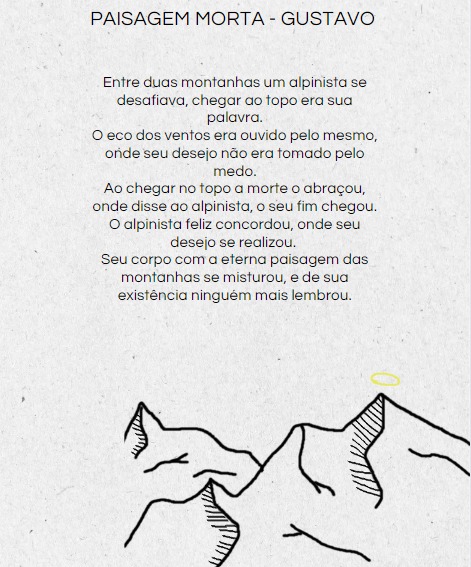 PAISAGEM MORTA - GUSTAVO
Entre duas montanhas um alpinista se
desafiava, chegar ao topo era sua
palavra.
O eco dos ventos era ouvido pelo mesmo,
onde seu desejo não era tomado pelo
medo.
Ao chegar no topo a morte o abraçou,
onde disse ao alpinista, o seu fim chegou.
O alpinista feliz concordou, onde seu
desejo se realizou.
Seu corpo com a eterna paisagem das
montanhas se misturou, e de sua
existência ninguém mais lembrou.